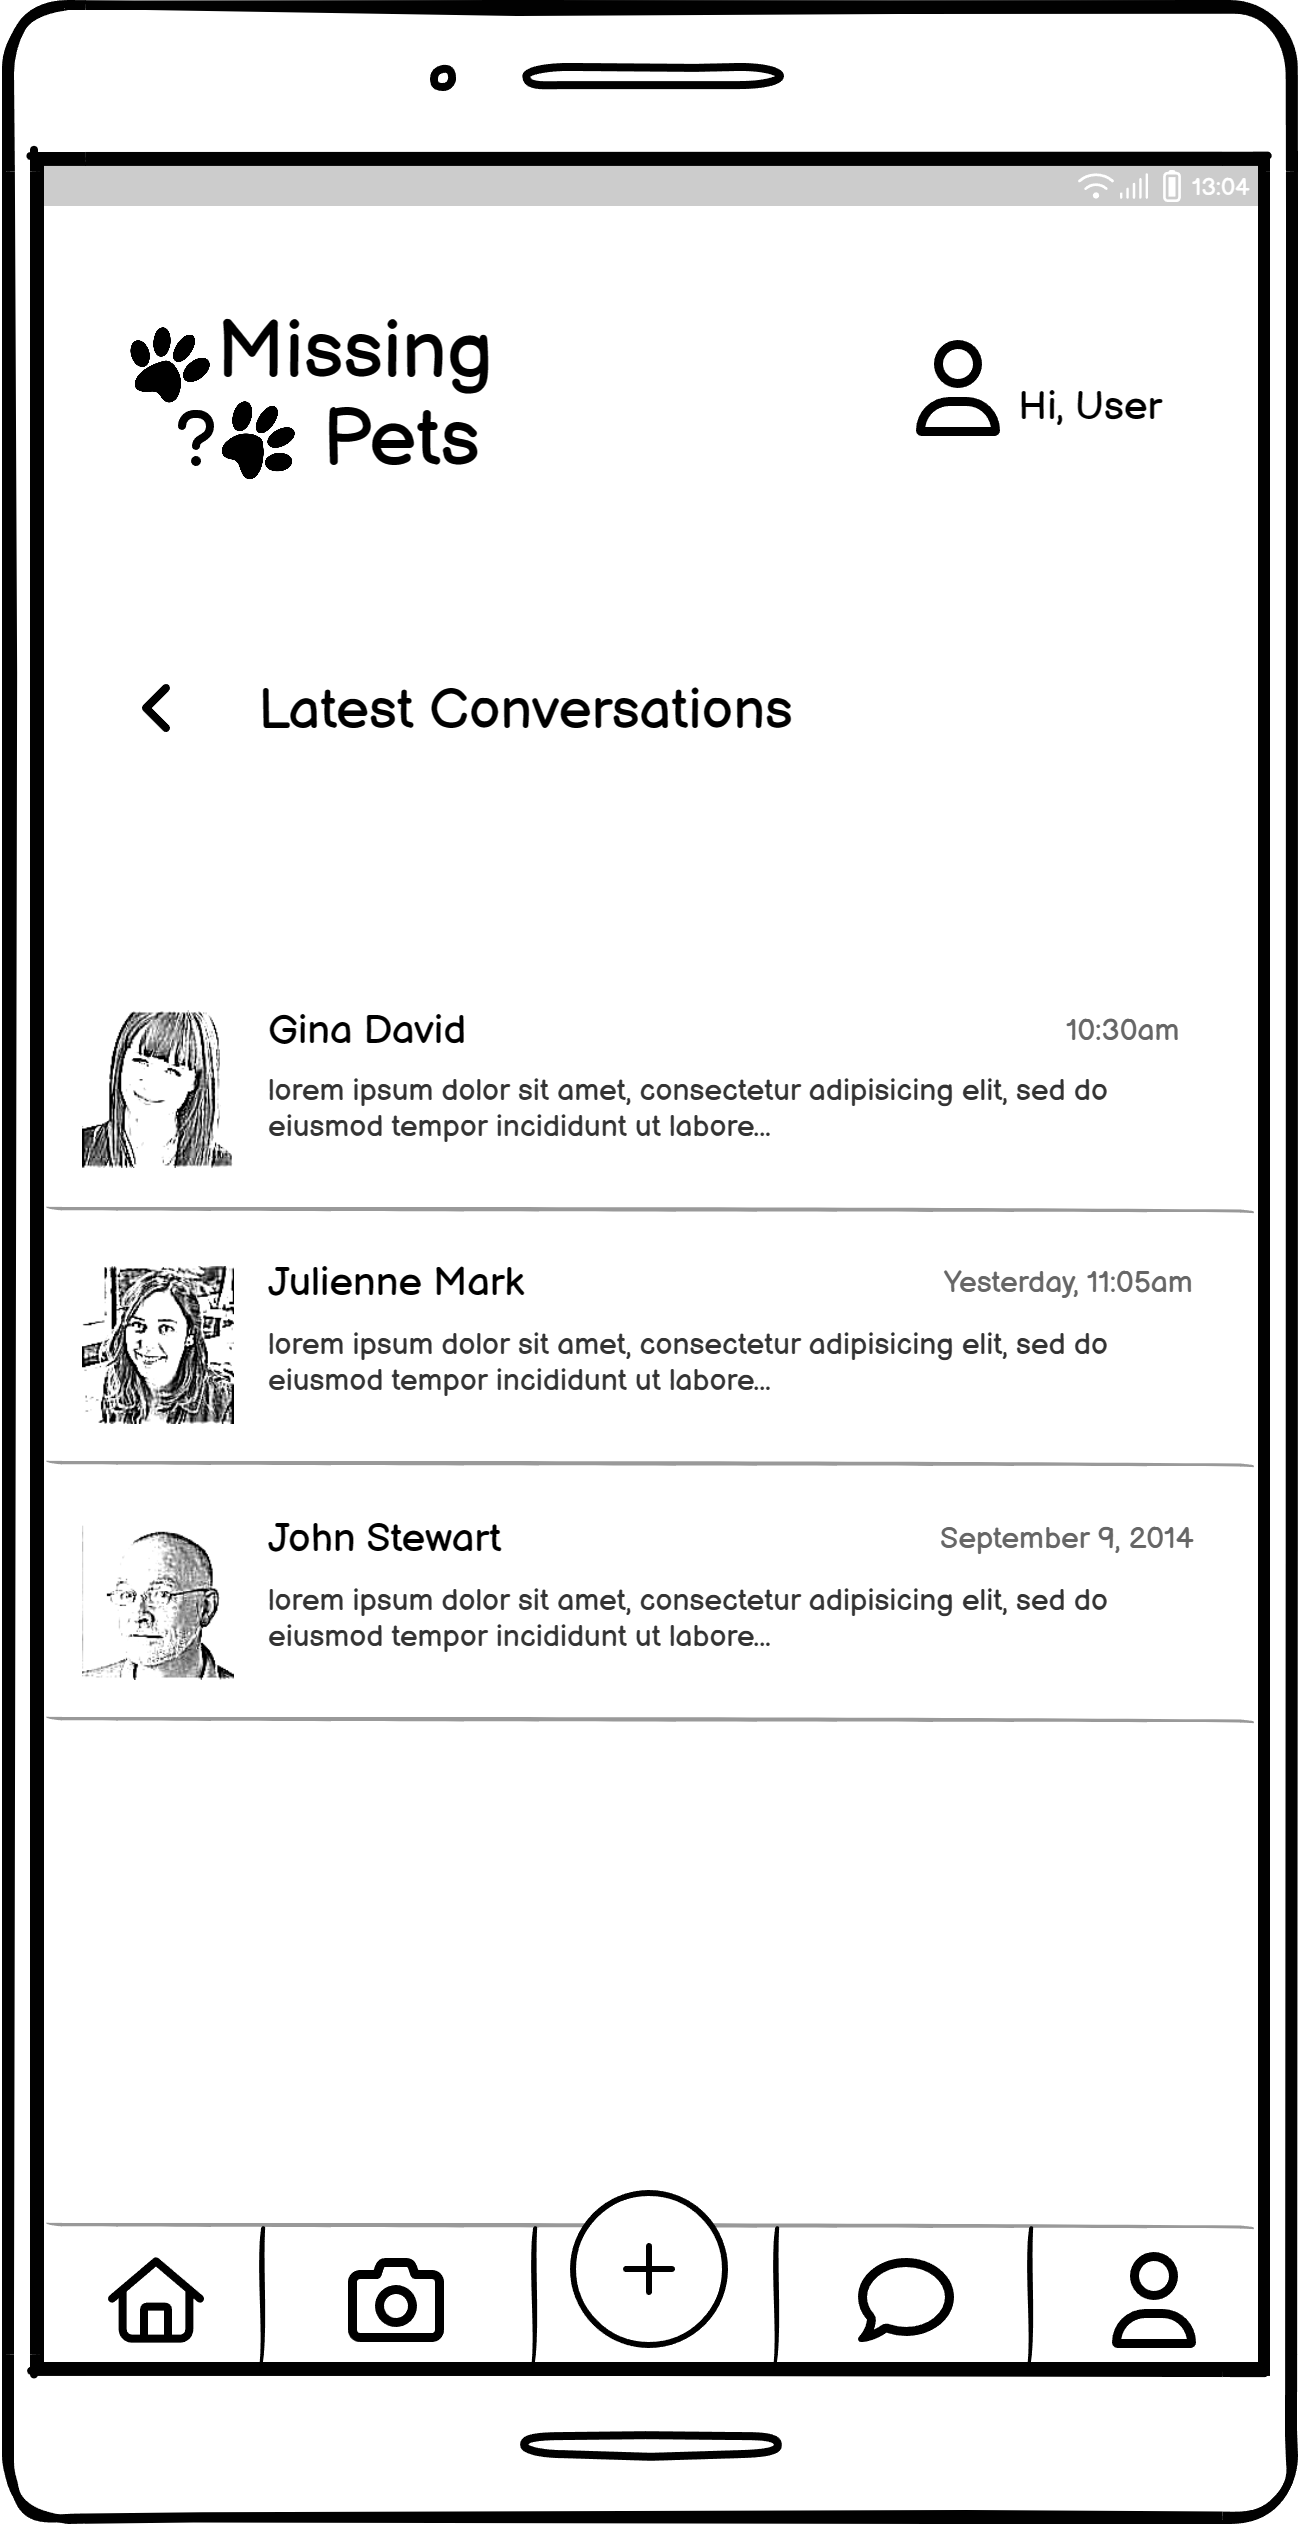 13:04
Missing
? Pets
Hi, User
Latest Conversations
Gina David
10:30am
lorem ipsum dolor sit amet, consectetur adipisicing elit, sed do
eiusmod tempor incididunt ut labore...
Julienne Mark
Yesterday, 11:05am
lorem ipsum dolor sit amet, consectetur adipisicing elit, sed do
eiusmod tempor incididunt ut labore...
John Stewart
September 9, 2014
lorem ipsum dolor sit amet, consectetur adipisicing elit, sed do
eiusmod tempor incididunt ut labore...